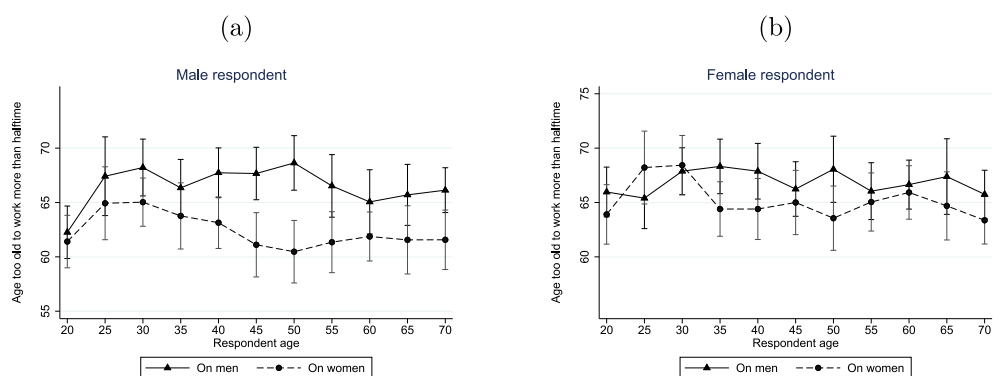 (a)
Male respondent
Age too old to work more than halftime
70
65
60
55
20 25 30 35 40 45 50 55 60 65 70
Respondent age
On men On women
(b)
Female respondent
Age too old to work more than halftime
75
70
65
60
20 25 30 35 40 45 50 55 60 65 70
Respondent age
On men On women